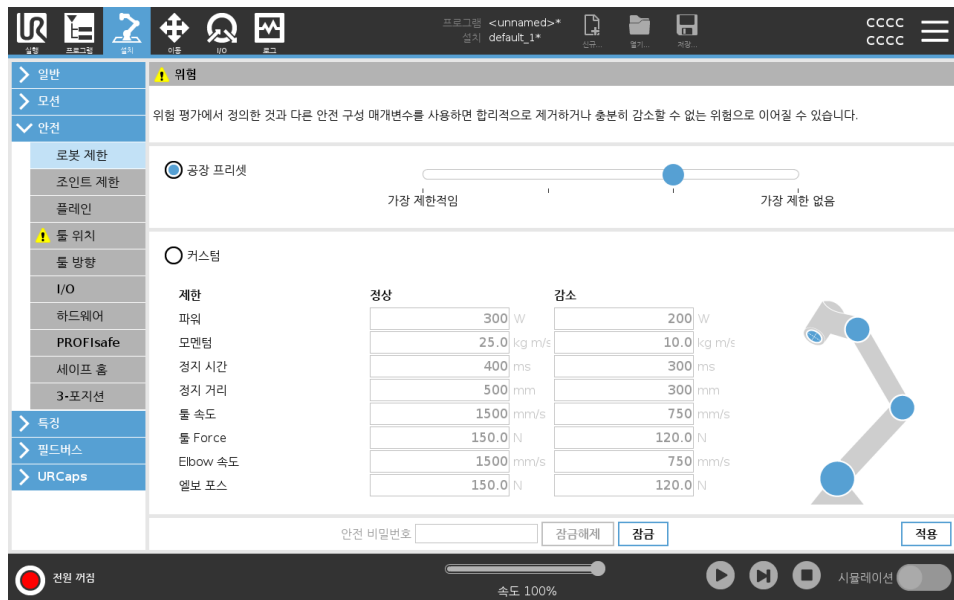 프로그램 <unnamed>*
설치 default_1*
실행 프로그램 설치 이동 I/O 로그
신규... 열기... 저장...
CCCC
CCCC
일반
모션
안전
로봇 제한
조인트 제한
플레인
툴 위치
툴 방향
I/O
하드웨어
PROFIsafe
세이프 홈
3-포지션
특징
필드버스
URCaps
위험
위험 평가에서 정의한 것과 다른 안전 구성 매개변수를 사용하면 합리적으로 제거하거나 충분히 감소할 수 없는 위험으로 이어질 수 있습니다.
공장 프리셋
가장 제한적임 가장 제한 없음
커스텀
제한 정상 감소
파워 300 W 200 W
모멘텀 25.0 kg m/s 10.0 kg m/s
정지 시간 400 ms 300 ms
정지 거리 500 mm 300 mm
툴 속도 1500 mm/s 750 mm/s
툴 Force 150.0 N 120.0 N
Elbow 속도 1500 mm/s 750 mm/s
엘보 포스 150.0 N 120.0 N
안전 비밀번호 잠금해제 잠금 적용
전원 꺼짐
속도 100%
시뮬레이션